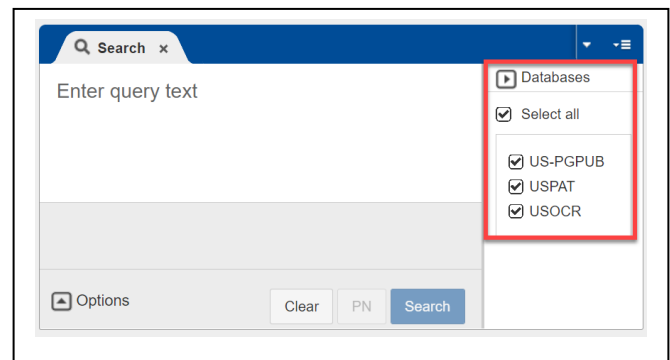 Search x
Enter query text
Databases
Select all
US-PGPUB
USPAT
USOCR
Options
Clear PN Search